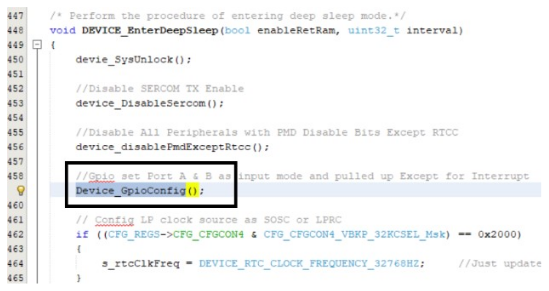 447 /* Perform the procedure of entering deep sleep mode.*/
448 void DEVICE_EnterDeepSleep(bool enableRetRam, uint32_t interval)
449 {
450 devie_SysUnlock();
451
452 //Disable SERCOM TX Enable
453 device_DisableSercom();
454
455 //Disable All Peripherals with PMD Disable Bits Except RTCC
456 device_disablePmdExceptRtcc();
457
458 //Gpio set Port A & B as input mode and pulled up Except for Interrupt
Device_GpioConfig();
460
461 // Config LP clock source as SOSC or LPRC
462 if ((CFG_REGS->CFG_CFGCON4 & CFG_CFGCON4_VBKP_32KCSEL_Msk) == 0x2000)
463 {
464 s_rtcClkFreq = DEVICE_RTC_CLOCK_FREQUENCY_32768HZ; //Just update
465 }